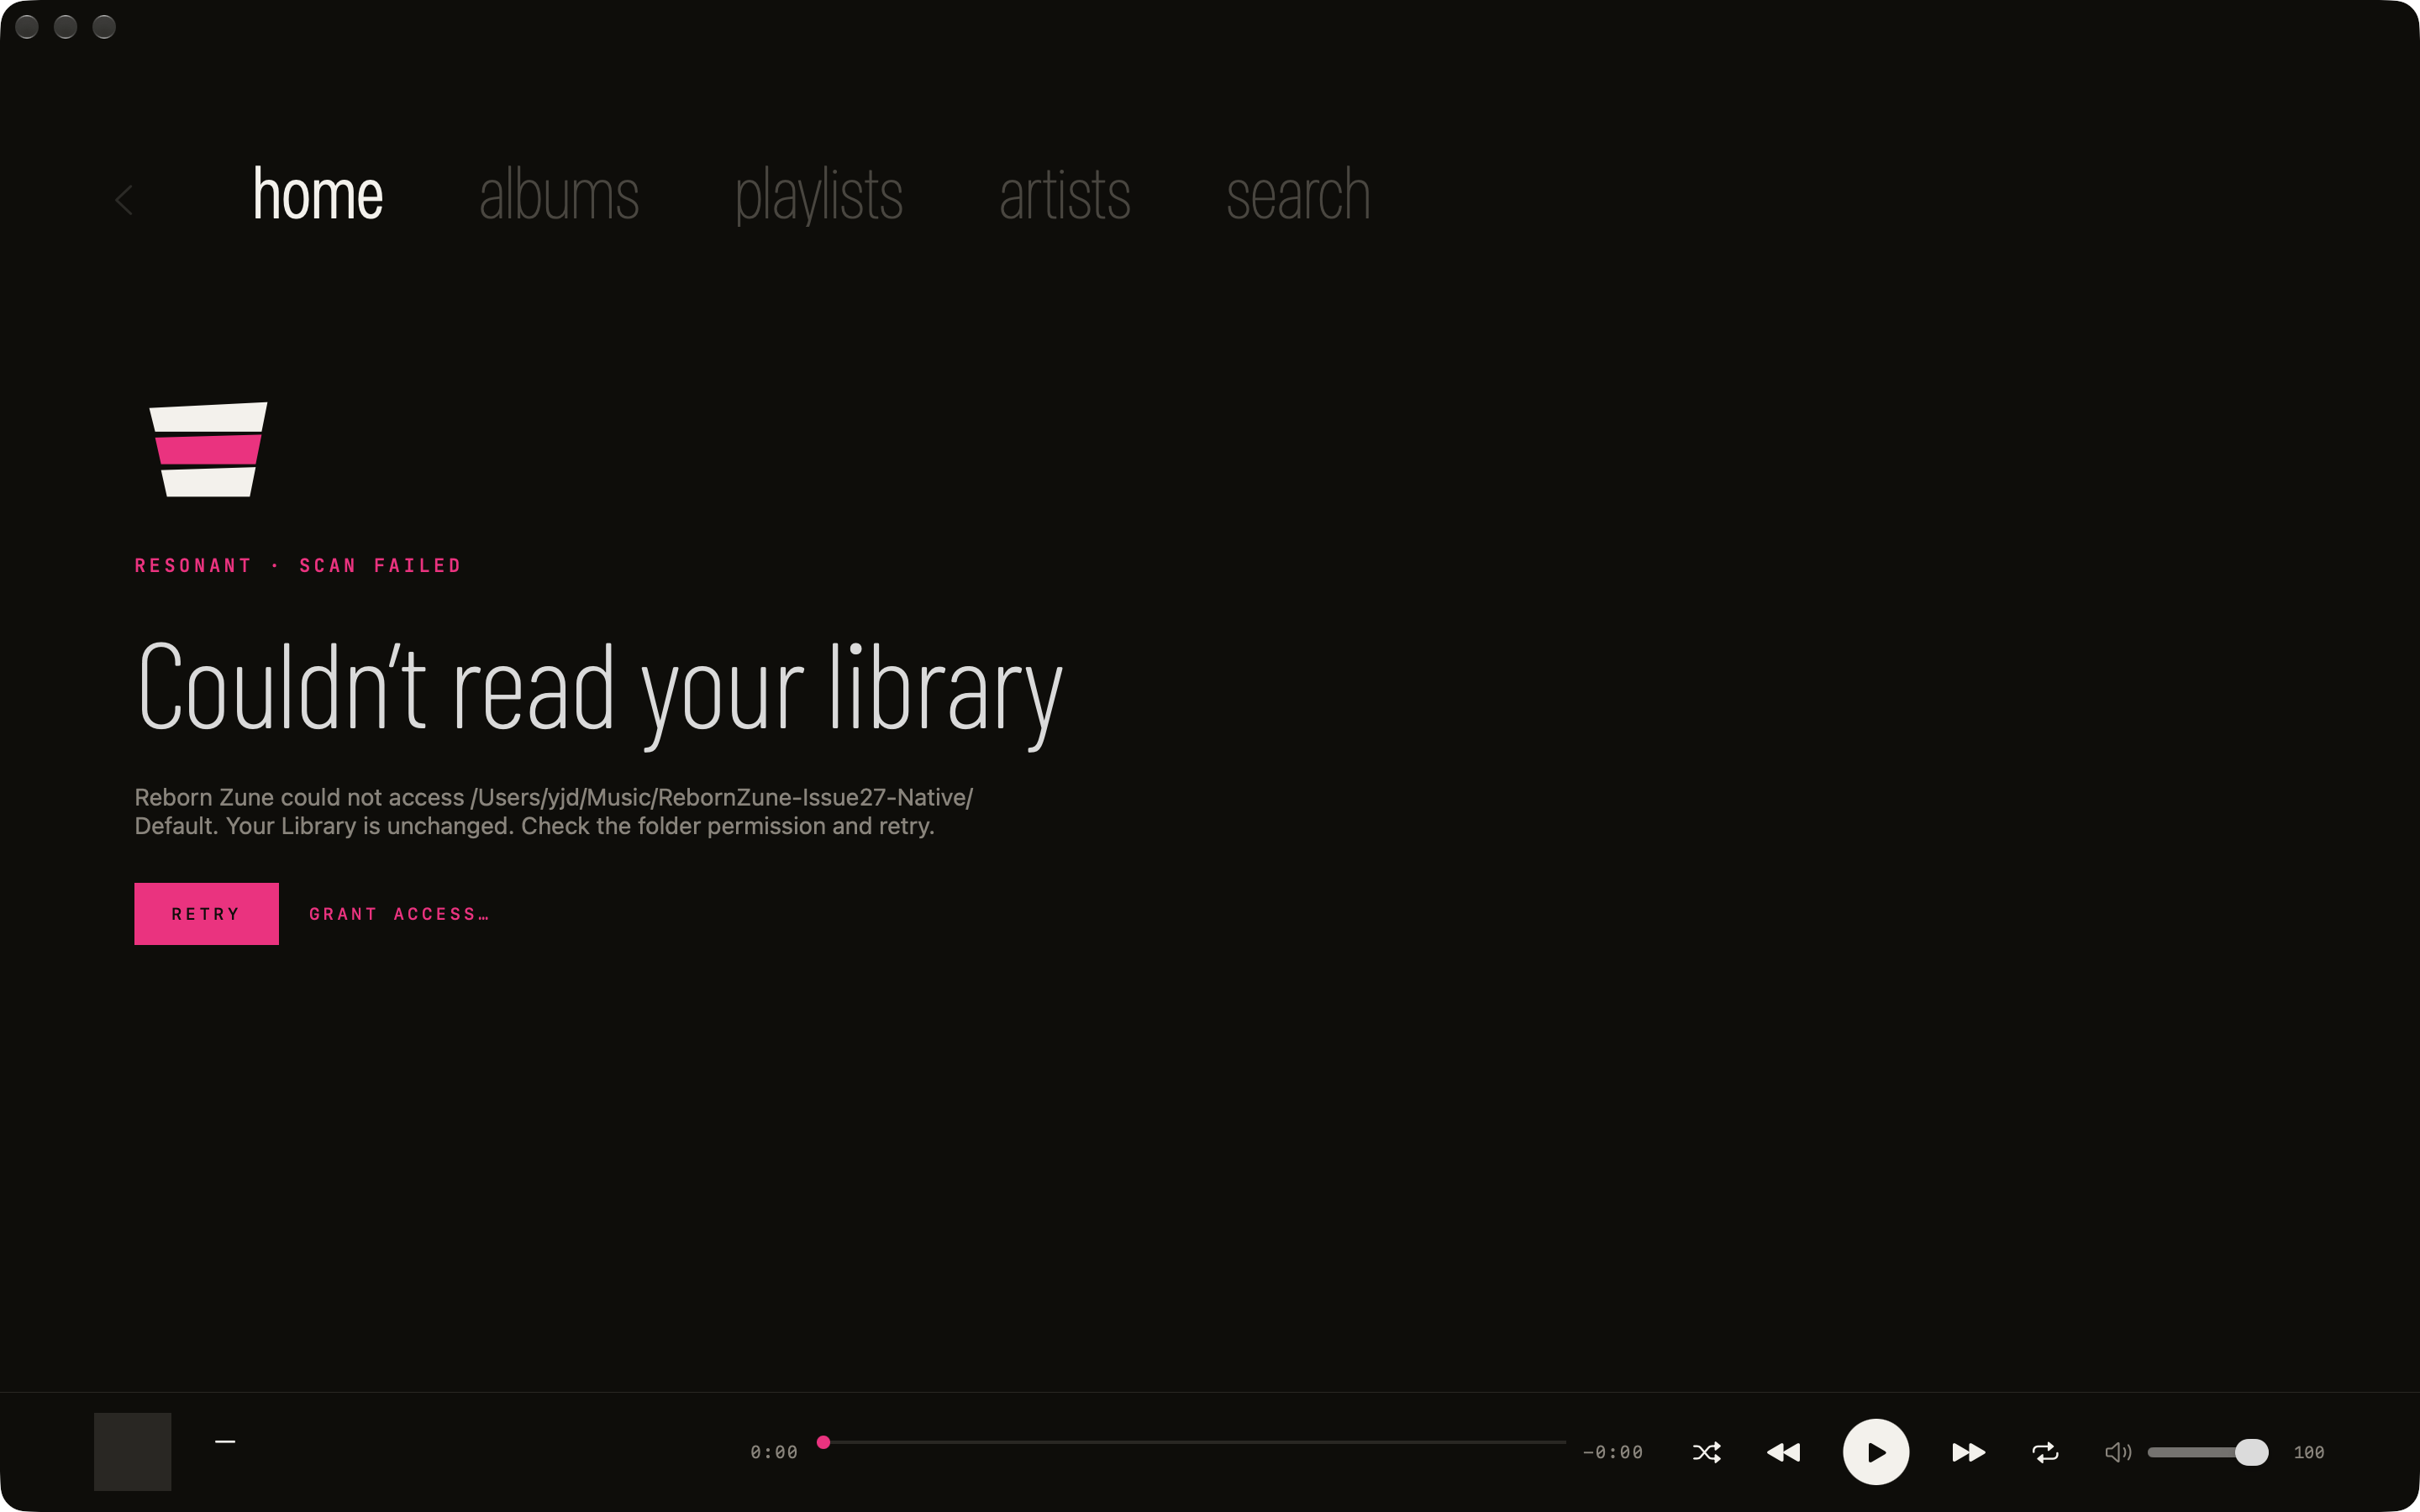 home albums playlists artists search
RESONANT · SCAN FAILED
Couldn’t read your library
Reborn Zune could not access /Users/yjd/Music/RebornZune-Issue27-Native/
Default. Your Library is unchanged. Check the folder permission and retry.
RETRY GRANT ACCESS…
—
0:00 −0:00 100